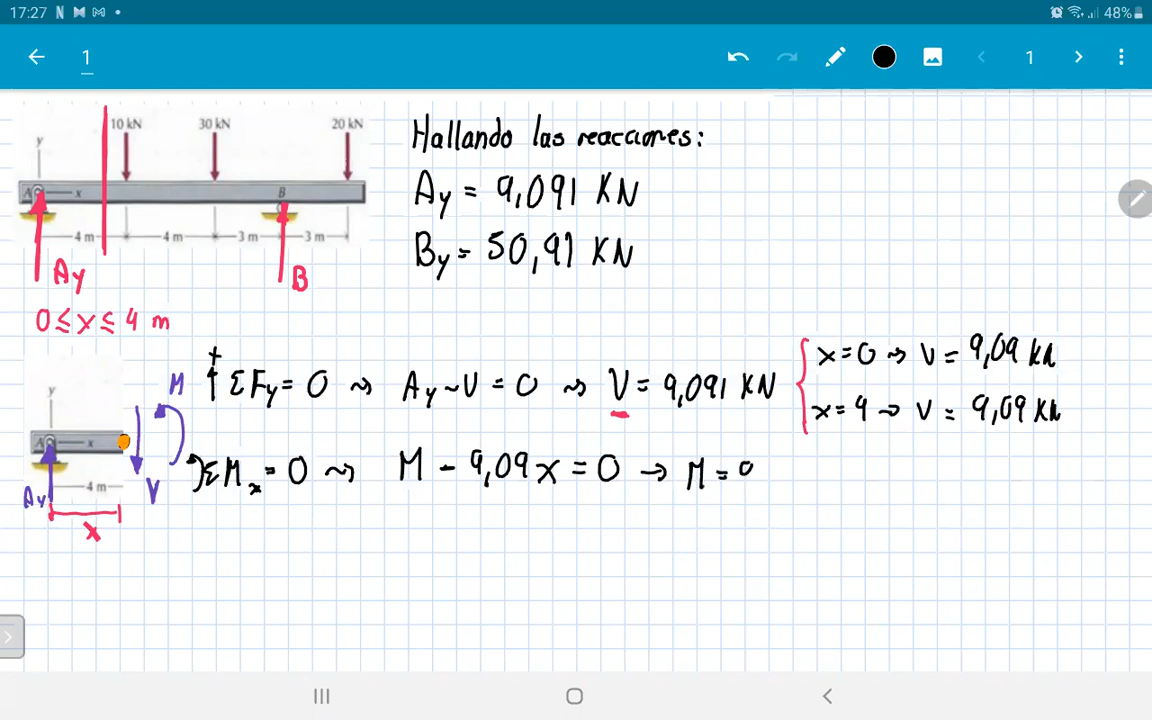 17:27 N 48%
1 1
10 kN 30 kN 20 kN
y
A x B
4 m 4 m 3 m 3 m
Ay B
Hallando las reacciones:
Ay = 9,091 KN
By = 50,91 KN
0 ≤ x ≤ 4 m
+↑ ΣFy = 0 ⇝ Ay - V = 0 ⇝ V = 9,091 KN
x = 0 → V = 9,09 kN
x = 4 → V = 9,09 kN
y M
A x
4 m V
Ay
x
ΣMx = 0 ⇝ M - 9,09x = 0 → M = 9